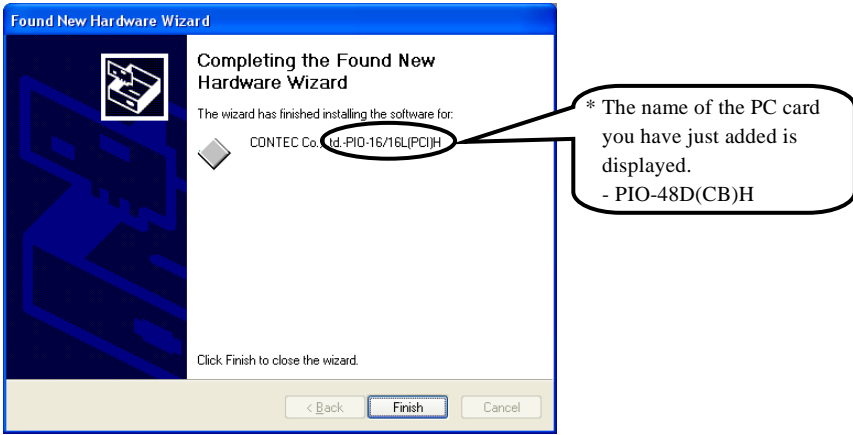 Found New Hardware Wizard
Completing the Found New
Hardware Wizard
The wizard has finished installing the software for:
CONTEC Co., Ltd.-PIO-16/16L(PCI)H
Click Finish to close the wizard.
< Back
Finish
Cancel
* The name of the PC card
you have just added is
displayed.
- PIO-48D(CB)H